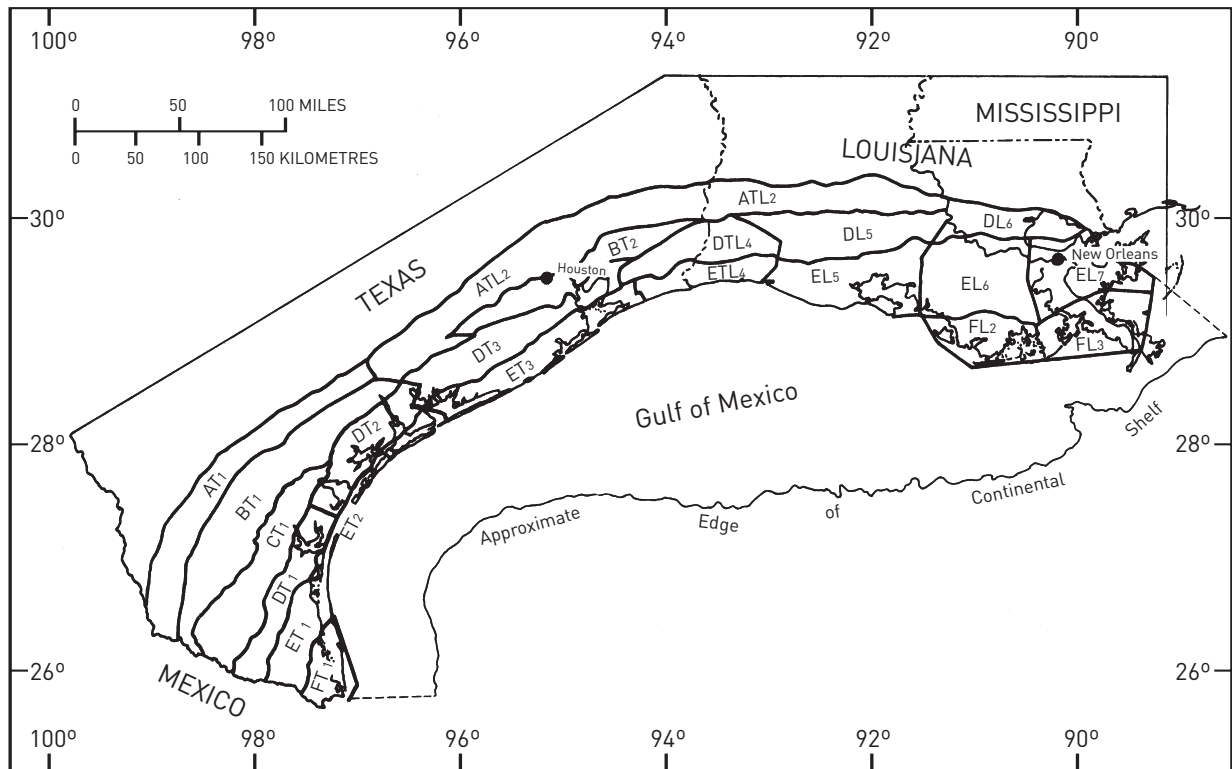 100º 98º 96º 94º 92º 90º
0 50 100 MILES
0 50 100 150 KILOMETRES
MISSISSIPPI
LOUISIANA
TEXAS
30º 30º
ATL2
ATL2
BT2
Houston
DTL4
ETL4
DL5
EL5
DL6
EL6
New Orleans
EL7
FL2
FL3
DT3
ET3
Gulf of Mexico
28º 28º
Shelf
Approximate Edge of Continental
DT2
AT1
BT1
CT1
ET2
DT1
ET1
FT1
26º 26º
MEXICO
100º 98º 96º 94º 92º 90º